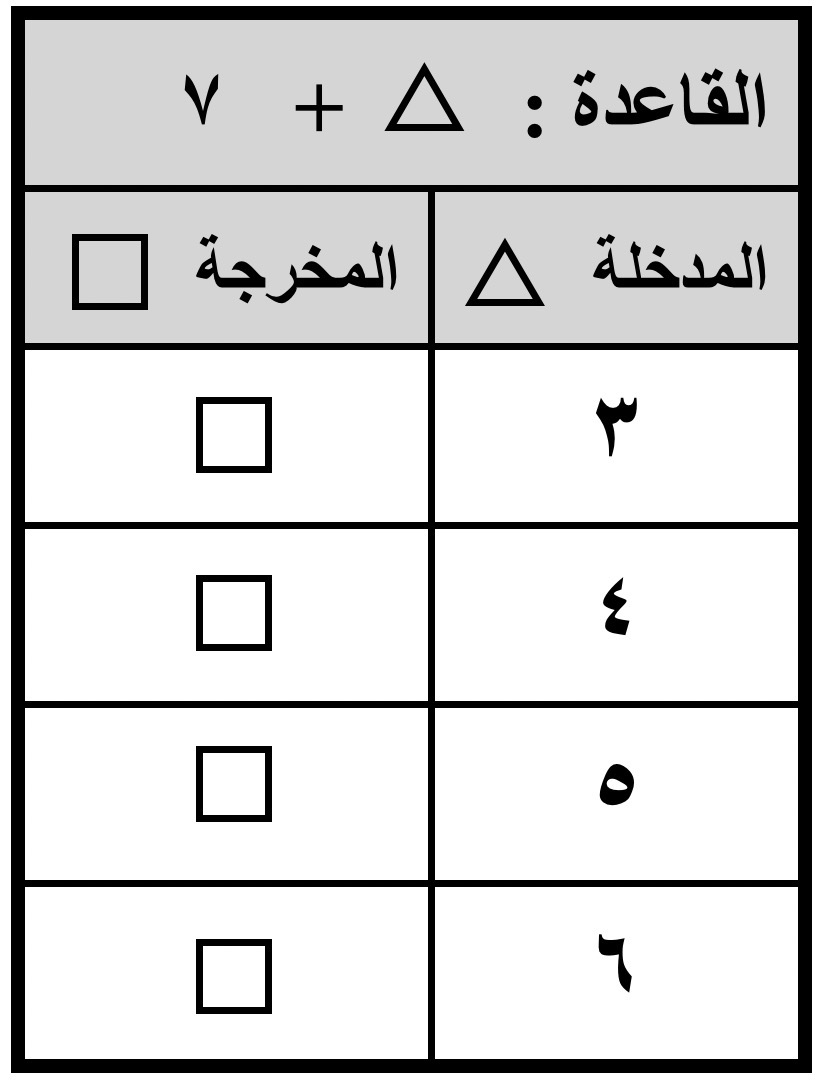 القاعدة : △ + ٧
المدخلة △ المخرجة □
٣ □
٤ □
٥ □
٦ □